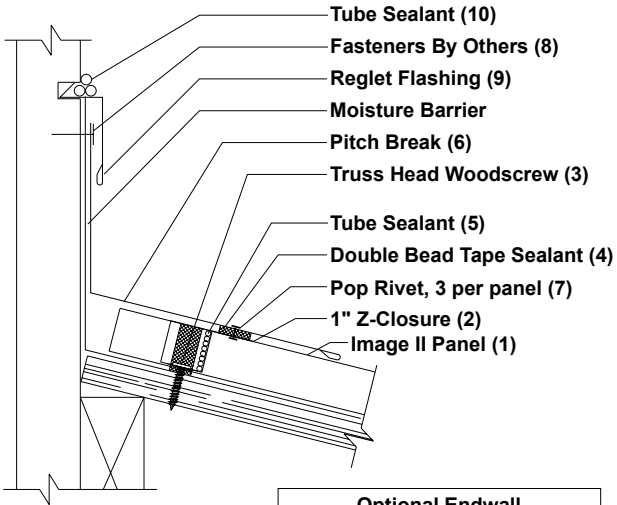 Tube Sealant (10)
Fasteners By Others (8)
Reglet Flashing (9)
Moisture Barrier
Pitch Break (6)
Truss Head Woodscrew (3)
Tube Sealant (5)
Double Bead Tape Sealant (4)
Pop Rivet, 3 per panel (7)
1" Z-Closure (2)
Image II Panel (1)
Optional Endwall